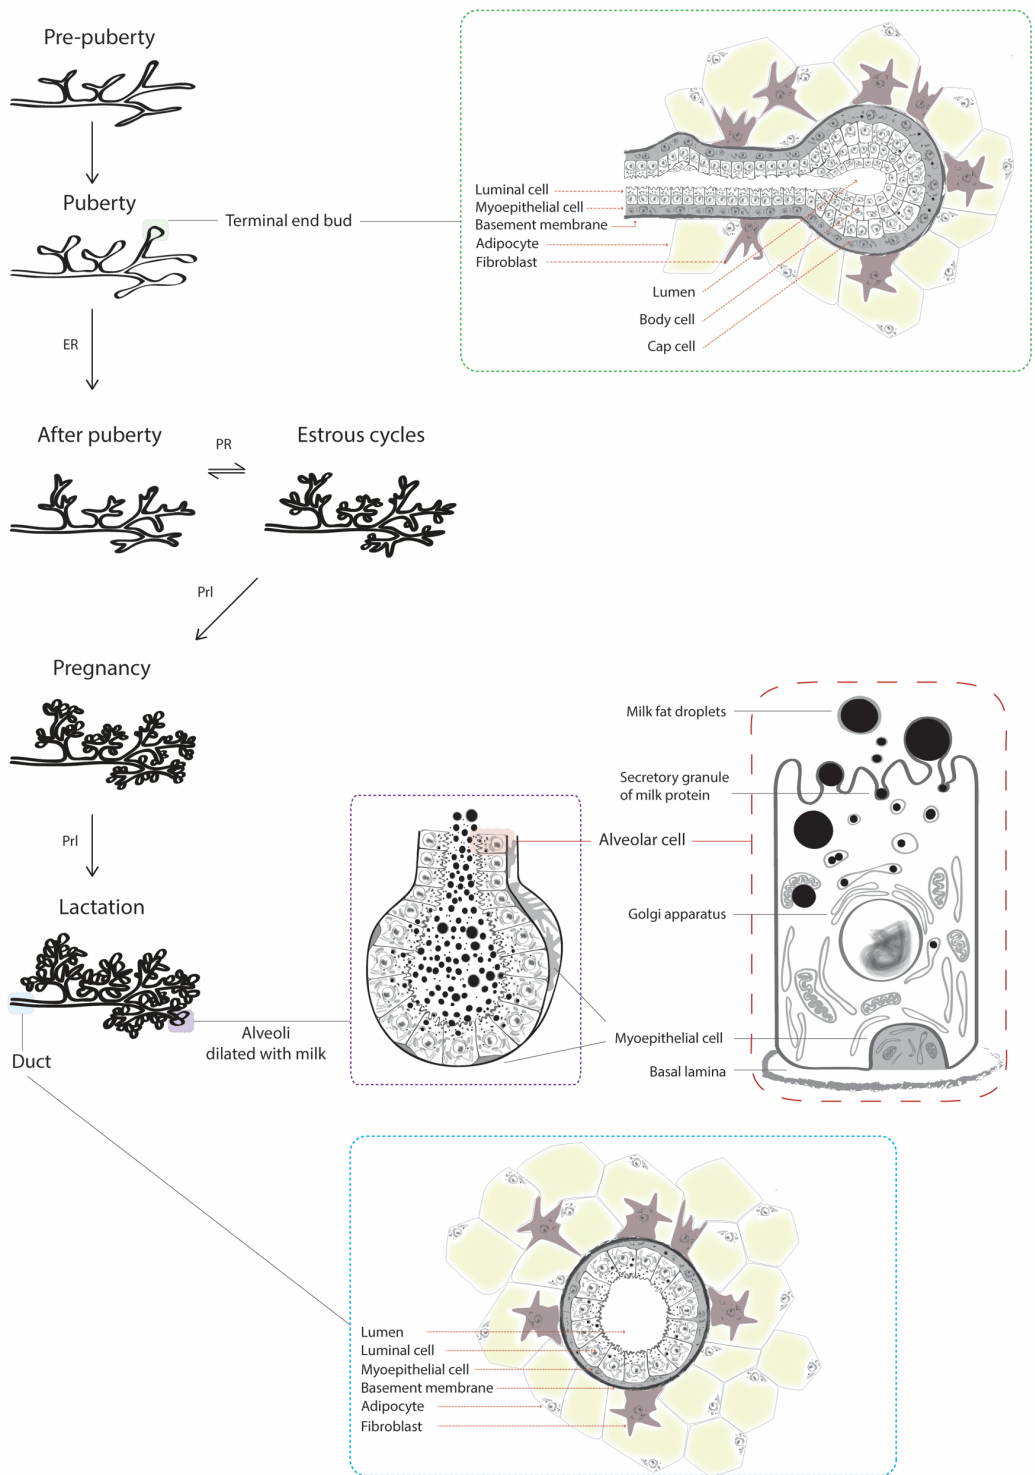 Pre-puberty
Puberty
Terminal end bud
Luminal cell
Myoepithelial cell
Basement membrane
Adipocyte
Fibroblast
Lumen
Body cell
Cap cell
ER
After puberty
PR
Estrous cycles
Prl
Pregnancy
Prl
Lactation
Duct
Alveoli
dilated with milk
Milk fat droplets
Secretory granule
of milk protein
Alveolar cell
Golgi apparatus
Myoepithelial cell
Basal lamina
Lumen
Luminal cell
Myoepithelial cell
Basement membrane
Adipocyte
Fibroblast